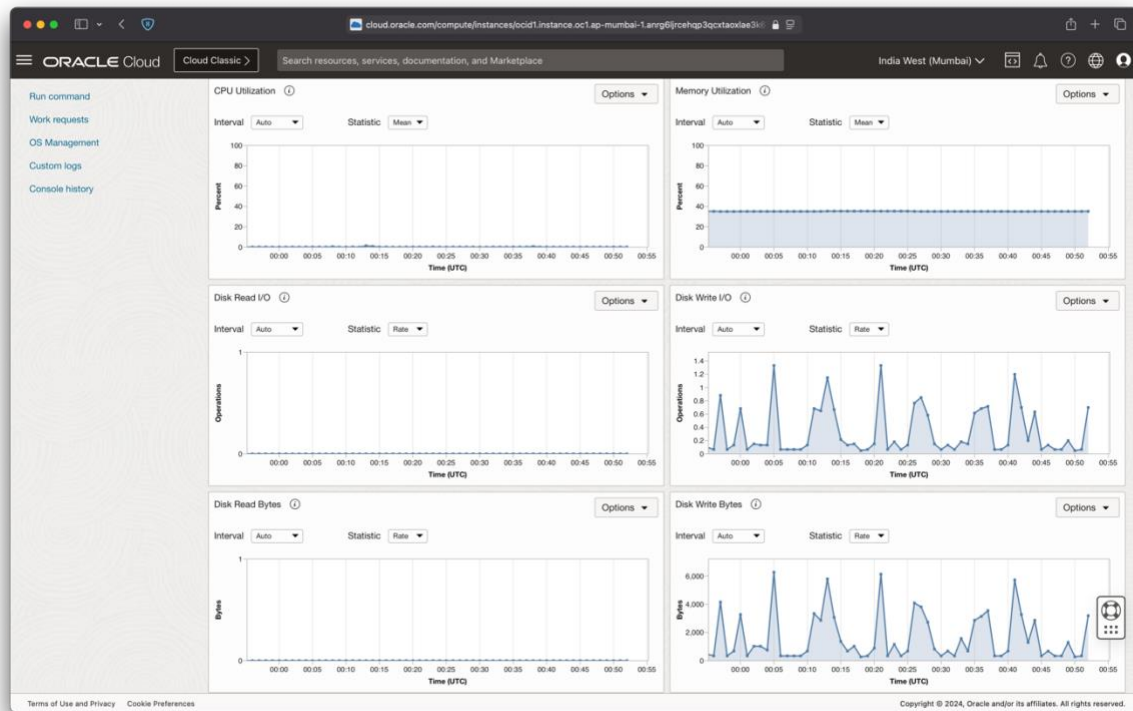 cloud.oracle.com/compute/instances/ocid1.instance.oc1.ap-mumbai-1.anrg6ljrcehqp3qcxtaoxlae3k
ORACLE Cloud
Cloud Classic >
Search resources, services, documentation, and Marketplace
India West (Mumbai)
Run command
Work requests
OS Management
Custom logs
Console history
CPU Utilization
Options
Interval Auto Statistic Mean
100
80
60
40
20
0
Percent
00:00 00:05 00:10 00:15 00:20 00:25 00:30 00:35 00:40 00:45 00:50 00:55
Time (UTC)
Memory Utilization
Options
Interval Auto Statistic Mean
100
80
60
40
20
0
Percent
00:00 00:05 00:10 00:15 00:20 00:25 00:30 00:35 00:40 00:45 00:50 00:55
Time (UTC)
Disk Read I/O
Options
Interval Auto Statistic Rate
1
0
Operations
00:00 00:05 00:10 00:15 00:20 00:25 00:30 00:35 00:40 00:45 00:50 00:55
Time (UTC)
Disk Write I/O
Options
Interval Auto Statistic Rate
1.4
1.2
1
0.8
0.6
0.4
0.2
0
Operations
00:00 00:05 00:10 00:15 00:20 00:25 00:30 00:35 00:40 00:45 00:50 00:55
Time (UTC)
Disk Read Bytes
Options
Interval Auto Statistic Rate
1
0
Bytes
00:00 00:05 00:10 00:15 00:20 00:25 00:30 00:35 00:40 00:45 00:50 00:55
Time (UTC)
Disk Write Bytes
Options
Interval Auto Statistic Rate
6,000
4,000
2,000
0
Bytes
00:00 00:05 00:10 00:15 00:20 00:25 00:30 00:35 00:40 00:45 00:50 00:55
Time (UTC)
Terms of Use and Privacy Cookie Preferences
Copyright © 2024, Oracle and/or its affiliates. All rights reserved.